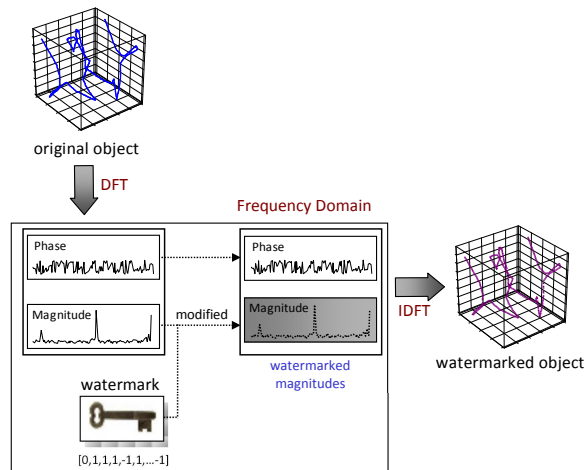 original object
DFT
Frequency Domain
Phase
Phase
Magnitude
modified
Magnitude
IDFT
watermarked
magnitudes
watermarked object
watermark
[0,1,1,1,-1,1,...-1]